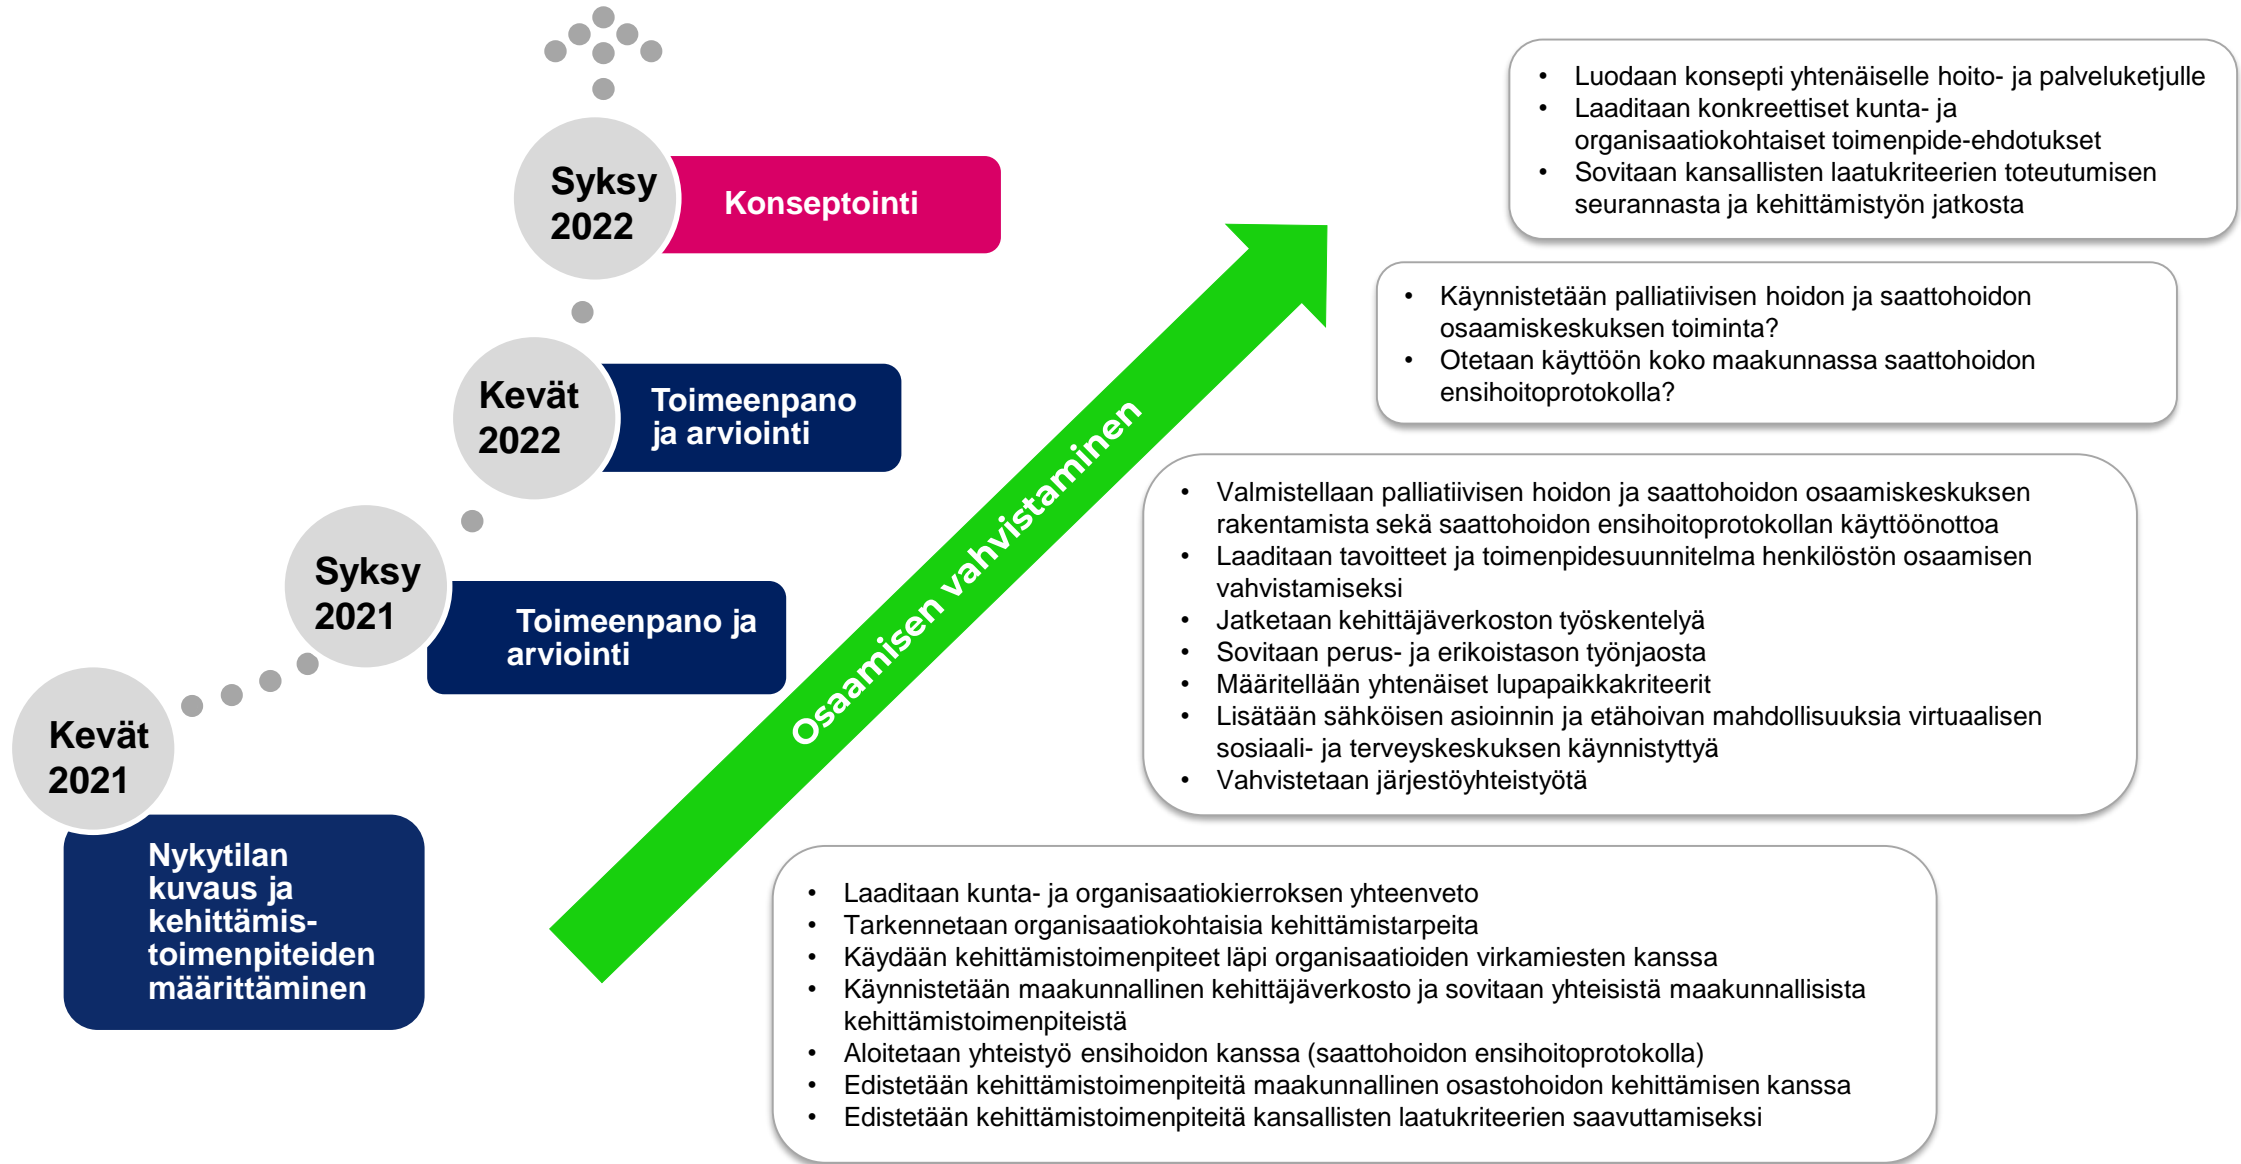 Syksy
2022
Konseptointi
Kevät
2022
Toimeenpano
ja arviointi
Syksy
2021
Toimeenpano ja
arviointi
Kevät
2021
Nykytilan
kuvaus ja
kehittämis-
toimenpiteiden
määrittäminen
Osaamisen vahvistaminen
• Luodaan konsepti yhtenäiselle hoito- ja palveluketjulle
• Laaditaan konkreettiset kunta- ja
organisaatiokohtaiset toimenpide-ehdotukset
• Sovitaan kansallisten laatukriteerien toteutumisen
seurannasta ja kehittämistyön jatkosta
• Käynnistetään palliatiivisen hoidon ja saattohoidon
osaamiskeskuksen toiminta?
• Otetaan käyttöön koko maakunnassa saattohoidon
ensihoitoprotokolla?
• Valmistellaan palliatiivisen hoidon ja saattohoidon osaamiskeskuksen
rakentamista sekä saattohoidon ensihoitoprotokollan käyttöönottoa
• Laaditaan tavoitteet ja toimenpidesuunnitelma henkilöstön osaamisen
vahvistamiseksi
• Jatketaan kehittäjäverkoston työskentelyä
• Sovitaan perus- ja erikoistason työnjaosta
• Määritellään yhtenäiset lupapaikkakriteerit
• Lisätään sähköisen asioinnin ja etähoivan mahdollisuuksia virtuaalisen
sosiaali- ja terveyskeskuksen käynnistyttyä
• Vahvistetaan järjestöyhteistyötä
• Laaditaan kunta- ja organisaatiokierroksen yhteenveto
• Tarkennetaan organisaatiokohtaisia kehittämistarpeita
• Käydään kehittämistoimenpiteet läpi organisaatioiden virkamiesten kanssa
• Käynnistetään maakunnallinen kehittäjäverkosto ja sovitaan yhteisistä maakunnallisista
kehittämistoimenpiteistä
• Aloitetaan yhteistyö ensihoidon kanssa (saattohoidon ensihoitoprotokolla)
• Edistetään kehittämistoimenpiteitä maakunnallinen osastohoidon kehittämisen kanssa
• Edistetään kehittämistoimenpiteitä kansallisten laatukriteerien saavuttamiseksi